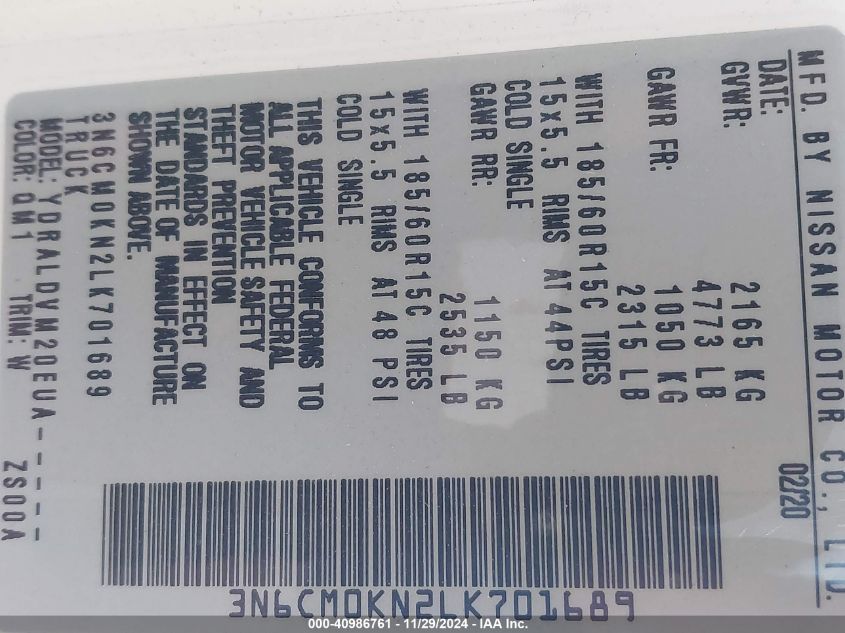 MFD. BY NISSAN MOTOR CO., LTD.
DATE: 02/20
GVWR: 2165 KG
4773 LB
GAWR FR: 1050 KG
2315 LB
WITH 185/60R15C TIRES
15x5.5 RIMS AT 44PSI
COLD SINGLE
GAWR RR: 1150 KG
2535 LB
WITH 185/60R15C TIRES
15x5.5 RIMS AT 48 PSI
COLD SINGLE
THIS VEHICLE CONFORMS TO
ALL APPLICABLE FEDERAL
MOTOR VEHICLE SAFETY AND
THEFT PREVENTION
STANDARDS IN EFFECT ON
THE DATE OF MANUFACTURE
SHOWN ABOVE.
3N6CM0KN2LK701689
TRUCK
MODEL: YDRALDVM20EUA-----
COLOR: QM1 TRIM: W ZS00A
3N6CM0KN2LK701689
000-40986761 - 11/29/2024 - IAA Inc.